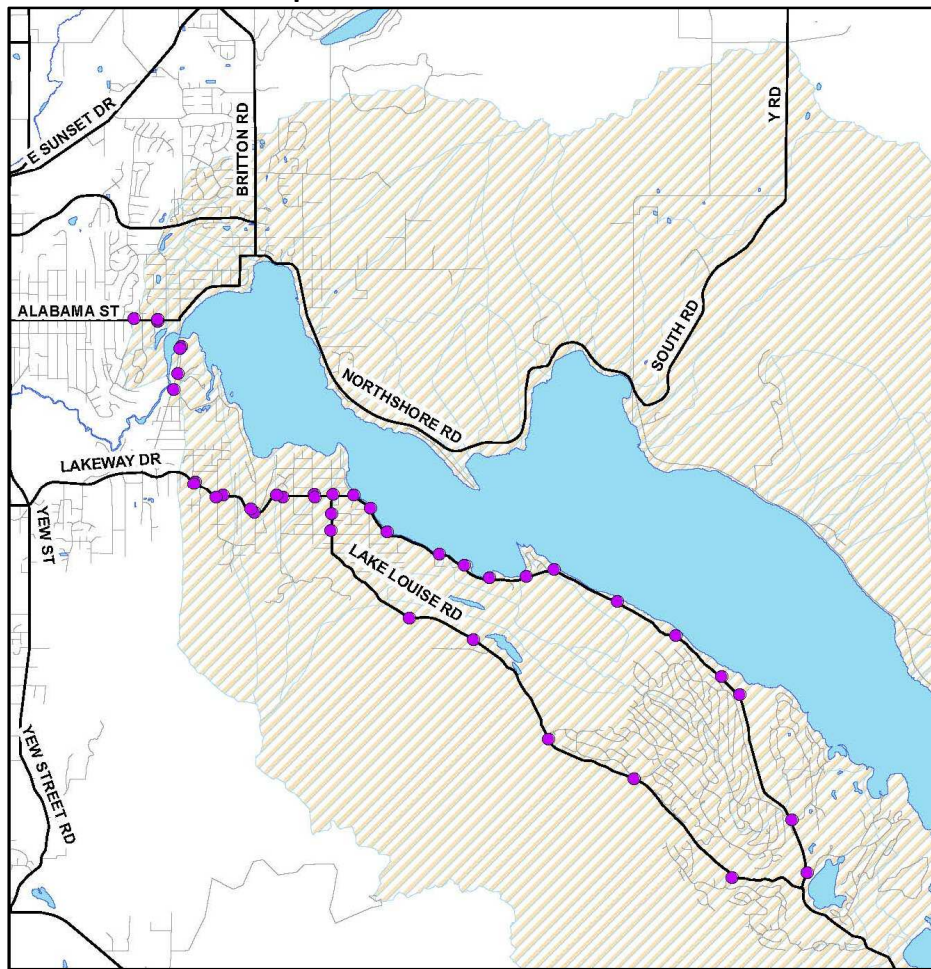 E SUNSET DR
BRITTON RD
Y RD
ALABAMA ST
SOUTH RD
NORTHSHORE RD
LAKEWAY DR
YEW ST
LAKE LOUISE RD
YEW STREET RD